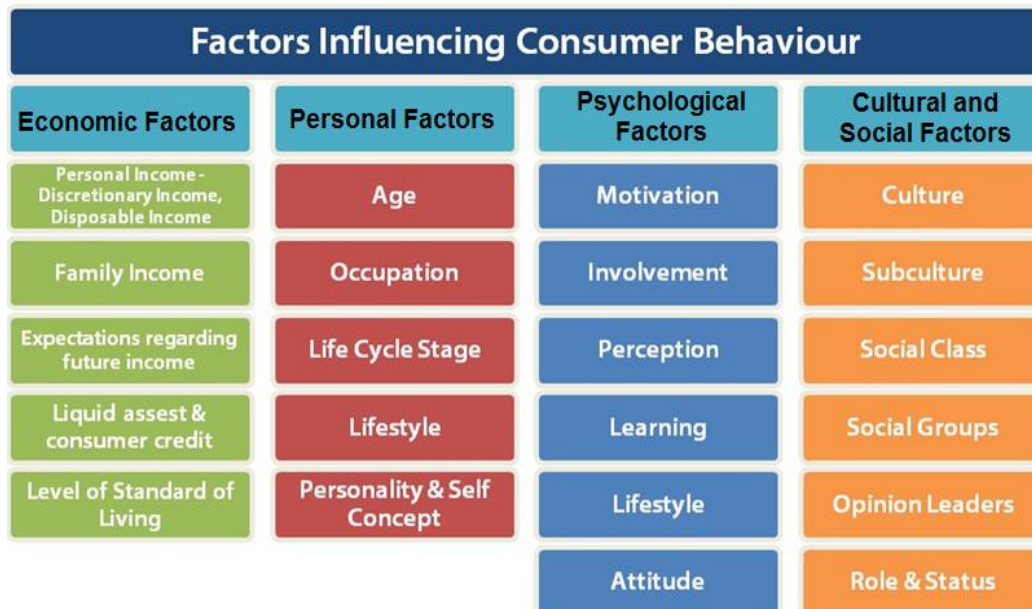 Factors Influencing Consumer Behaviour
Economic Factors
Personal Income -
Discretionary Income,
Disposable Income
Family Income
Expectations regarding
future income
Liquid assest &
consumer credit
Level of Standard of
Living
Personal Factors
Age
Occupation
Life Cycle Stage
Lifestyle
Personality & Self
Concept
Psychological
Factors
Motivation
Involvement
Perception
Learning
Lifestyle
Attitude
Cultural and
Social Factors
Culture
Subculture
Social Class
Social Groups
Opinion Leaders
Role & Status